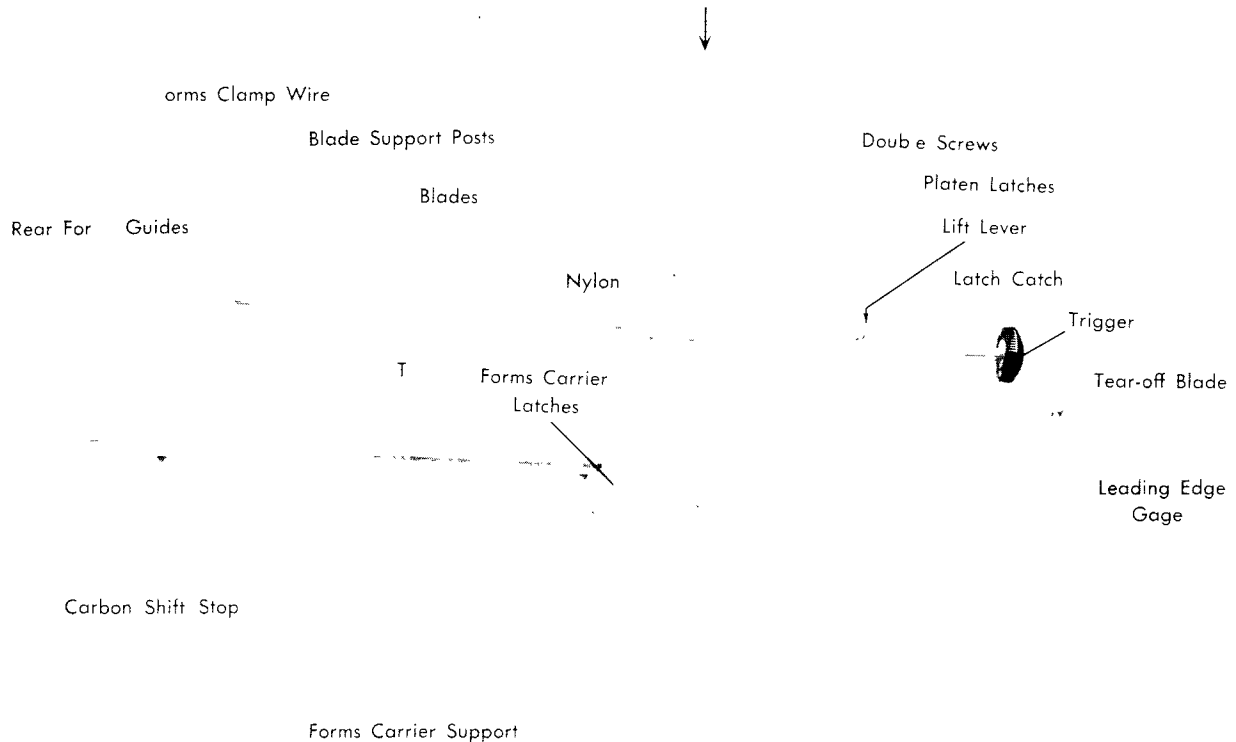 orms Clamp Wire
Blade Support Posts
Doub e Screws
Platen Latches
Blades
Rear For Guides
Lift Lever
Nylon
Latch Catch
Trigger
T
Forms Carrier
Latches
Tear-off Blade
Leading Edge
Gage
Carbon Shift Stop
Forms Carrier Support